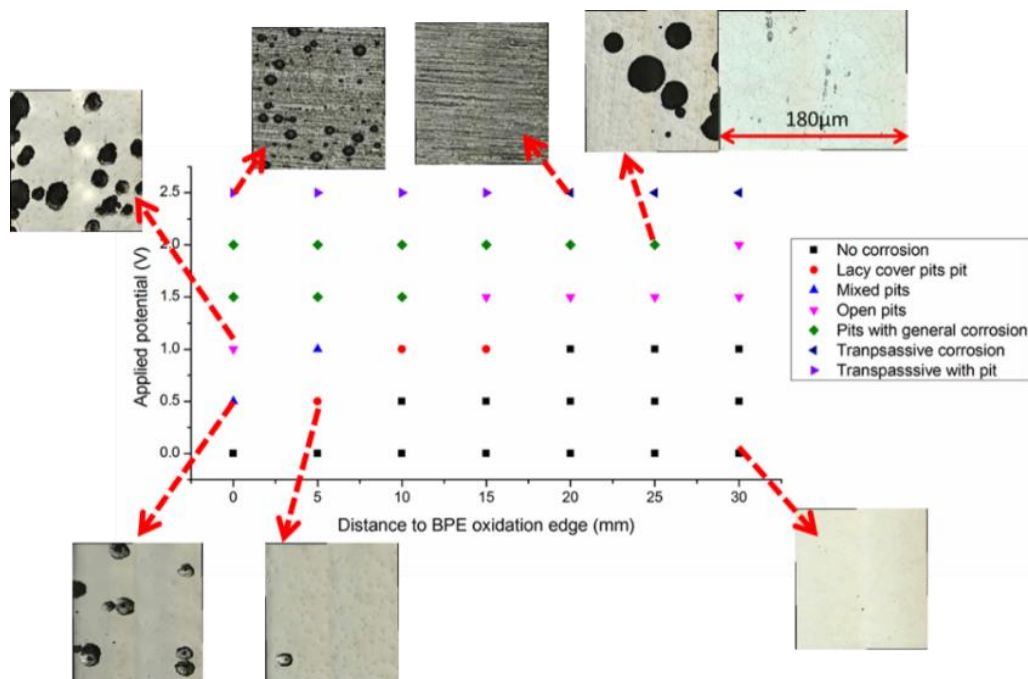 180μm
2.5
2.0
1.5
1.0
0.5
0.0
Applied potential (V)
0 5 10 15 20 25 30
Distance to BPE oxidation edge (mm)
No corrosion
Lacy cover pits pit
Mixed pits
Open pits
Pits with general corrosion
Tranpsassive corrosion
Transpasssive with pit